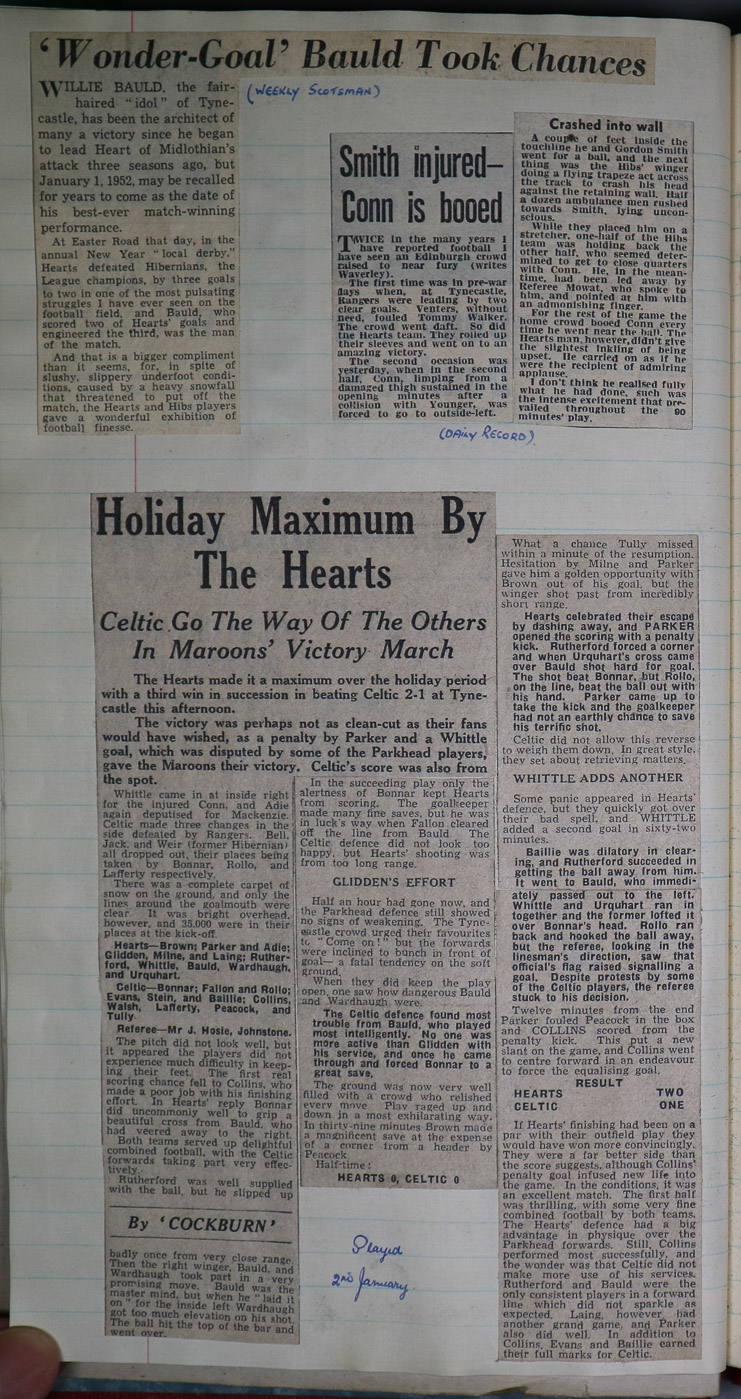 ‘Wonder-Goal’ Bauld Took Chances
(WEEKLY SCOTSMAN)
WILLIE BAULD, the fair-
haired “idol” of Tyne-
castle, has been the architect of
many a victory since he began
to lead Heart of Midlothian's
attack three seasons ago, but
January 1, 1952, may be recalled
for years to come as the date of
his best-ever match-winning
performance.
At Easter Road that day, in the
annual New Year “local derby,”
Hearts defeated Hibernians, the
League champions, by three goals
to two in one of the most pulsating
struggles I have ever seen on the
football field, and Bauld, who
scored two of Hearts' goals and
engineered the third, was the man
of the match.
And that is a bigger compliment
than it seems, for, in spite of
slushy, slippery underfoot condi-
tions, caused by a heavy snowfall
that threatened to put off the
match, the Hearts and Hibs players
gave a wonderful exhibition of
football finesse.
Smith injured—
Conn is booed
TWICE in the many years I
have reported football I
have seen an Edinburgh crowd
raised to near fury (writes
Waverley).
The first time was in pre-war
days when, at Tynecastle,
Rangers were leading by two
clear goals. Venters, without
need, fouled Tommy Walker.
The crowd went daft. So did
the Hearts team. They rolled up
their sleeves and went on to an
amazing victory.
The second occasion was
yesterday, when in the second
half, Conn, limping from a
damaged thigh sustained in the
opening minutes after a
collision with Younger, was
forced to go to outside-left.
Crashed into wall
A couple of feet inside the
touchline he and Gordon Smith
went for a ball, and the next
thing was the Hibs' winger
doing a flying trapeze act across
the track to crash his head
against the retaining wall. Half
a dozen ambulance men rushed
towards Smith, lying uncon-
scious.
While they placed him on a
stretcher, one-half of the Hibs
team was holding back the
other half, who seemed deter-
mined to get to close quarters
with Conn. He, in the mean-
time, had been led away by
Referee Mowat, who spoke to
him, and pointed at him with
an admonishing finger.
For the rest of the game the
home crowd booed Conn every
time he went near the ball. The
Hearts man, however, didn't give
the slightest inkling of being
upset. He carried on as if he
were the recipient of admiring
applause.
I don't think he realised fully
what he had done, such was
the intense excitement that pre-
vailed throughout the 90
minutes' play.
(DAILY RECORD)
Holiday Maximum By
The Hearts
Celtic Go The Way Of The Others
In Maroons' Victory March
The Hearts made it a maximum over the holiday period
with a third win in succession in beating Celtic 2-1 at Tyne-
castle this afternoon.
The victory was perhaps not as clean-cut as their fans
would have wished, as a penalty by Parker and a Whittle
goal, which was disputed by some of the Parkhead players,
gave the Maroons their victory. Celtic's score was also from
the spot.
Whittle came in at inside right
for the injured Conn, and Adie
again deputised for Mackenzie.
Celtic made three changes in the
side defeated by Rangers. Bell,
Jack, and Weir (former Hibernian)
all dropped out, their places being
taken by Bonnar, Rollo, and
Lafferty respectively.
There was a complete carpet of
snow on the ground, and only the
lines around the goalmouth were
clear. It was bright overhead,
however, and 35,000 were in their
places at the kick-off.
Hearts—Brown; Parker and Adie;
Glidden, Milne, and Laing; Ruther-
ford, Whittle, Bauld, Wardhaugh,
and Urquhart.
Celtic—Bonnar; Fallon and Rollo;
Evans, Stein, and Baillie; Collins,
Walsh, Lafferty, Peacock, and
Tully.
Referee—Mr J. Hosie, Johnstone.
The pitch did not look well, but
it appeared the players did not
experience much difficulty in keep-
ing their feet. The first real
scoring chance fell to Collins, who
made a poor job with his finishing
effort. In Hearts' reply Bonnar
did uncommonly well to grip a
beautiful cross from Bauld, who
had veered away to the right.
Both teams served up delightful
combined football, with the Celtic
forwards taking part very effec-
tively.
Rutherford was well supplied
with the ball, but he slipped up
By ‘COCKBURN’
badly once from very close range.
Then the right winger, Bauld, and
Wardhaugh took part in a very
promising move. Bauld was the
master mind, but when he “laid it
on” for the inside left Wardhaugh
got too much elevation on his shot.
The ball hit the top of the bar and
went over.
In the succeeding play only the
alertness of Bonnar kept Hearts
from scoring. The goalkeeper
made many fine saves, but he was
in luck's way when Fallon cleared
off the line from Bauld. The
Celtic defence did not look too
happy, but Hearts' shooting was
from too long range.
GLIDDEN'S EFFORT
Half an hour had gone now, and
the Parkhead defence still showed
no signs of weakening. The Tyne-
castle crowd urged their favourites
to “Come on!” but the forwards
were inclined to bunch in front of
goal—a fatal tendency on the soft
ground.
When they did keep the play
open, one saw how dangerous Bauld
and Wardhaugh were.
The Celtic defence found most
trouble from Bauld, who played
most intelligently. No one was
more active than Glidden with
his service, and once he came
through and forced Bonnar to a
great save.
The ground was now very well
filled with a crowd who relished
every move. Play raged up and
down in a most exhilarating way.
In thirty-nine minutes Brown made
a magnificent save at the expense
of a corner from a header by
Peacock
Half-time:
HEARTS 0, CELTIC 0
Played
2nd January.
What a chance Tully missed
within a minute of the resumption.
Hesitation by Milne and Parker
gave him a golden opportunity with
Brown out of his goal, but the
winger shot past from incredibly
short range.
Hearts celebrated their escape
by dashing away, and PARKER
opened the scoring with a penalty
kick. Rutherford forced a corner
and when Urquhart's cross came
over Bauld shot hard for goal.
The shot beat Bonnar, but Rollo,
on the line, beat the ball out with
his hand. Parker came up to
take the kick and the goalkeeper
had not an earthly chance to save
his terrific shot.
Celtic did not allow this reverse
to weigh them down. In great style,
they set about retrieving matters.
WHITTLE ADDS ANOTHER
Some panic appeared in Hearts'
defence, but they quickly got over
their bad spell, and WHITTLE
added a second goal in sixty-two
minutes.
Baillie was dilatory in clear-
ing, and Rutherford succeeded in
getting the ball away from him.
It went to Bauld, who immedi-
ately passed out to the left.
Whittle and Urquhart ran in
together and the former lofted it
over Bonnar's head. Rollo ran
back and hooked the ball away,
but the referee, looking in the
linesman's direction, saw that
official's flag raised signalling a
goal. Despite protests by some
of the Celtic players, the referee
stuck to his decision.
Twelve minutes from the end
Parker fouled Peacock in the box
and COLLINS scored from the
penalty kick. This put a new
slant on the game, and Collins went
to centre forward in an endeavour
to force the equalising goal.
RESULT
HEARTS TWO
CELTIC ONE
If Hearts' finishing had been on a
par with their outfield play they
would have won more convincingly.
They were a far better side than
the score suggests, although Collins'
penalty goal infused new life into
the game. In the conditions, it was
an excellent match. The first half
was thrilling, with some very fine
combined football by both teams.
The Hearts' defence had a big
advantage in physique over the
Parkhead forwards. Still, Collins
performed most successfully, and
the wonder was that Celtic did not
make more use of his services.
Rutherford and Bauld were the
only consistent players in a forward
line which did not sparkle as
expected. Laing, however, had
another grand game, and Parker
also did well. In addition to
Collins, Evans and Baillie earned
their full marks for Celtic.